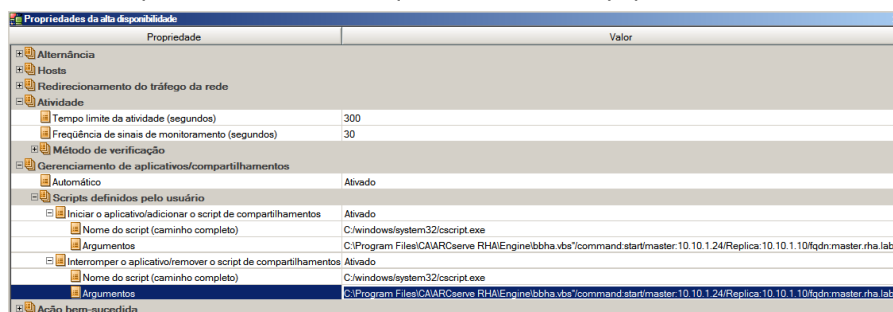 Propriedades da alta disponibilidade
Propriedade Valor
Alternância
Hosts
Redirecionamento do tráfego da rede
Atividade
Tempo limite da atividade (segundos) 300
Freqüência de sinais de monitoramento (segundos) 30
Método de verificação
Gerenciamento de aplicativos/compartilhamentos
Automático Ativado
Scripts definidos pelo usuário
Iniciar o aplicativo/adicionar o script de compartilhamentos Ativado
Nome do script (caminho completo) C:/windows/system32/cscript.exe
Argumentos C:\Program Files\CA\ARCserve RHA\Engine\bbha.vbs"/command:start/master:10.10.1.24/Replica:10.10.1.10/fqdn:master.rha.lab
Interromper o aplicativo/remover o script de compartilhamentos Ativado
Nome do script (caminho completo) C:/windows/system32/cscript.exe
Argumentos C:\Program Files\CA\ARCserve RHA\Engine\bbha.vbs"/command:start/master:10.10.1.24/Replica:10.10.1.10/fqdn:master.rha.lab
Ação bem-sucedida